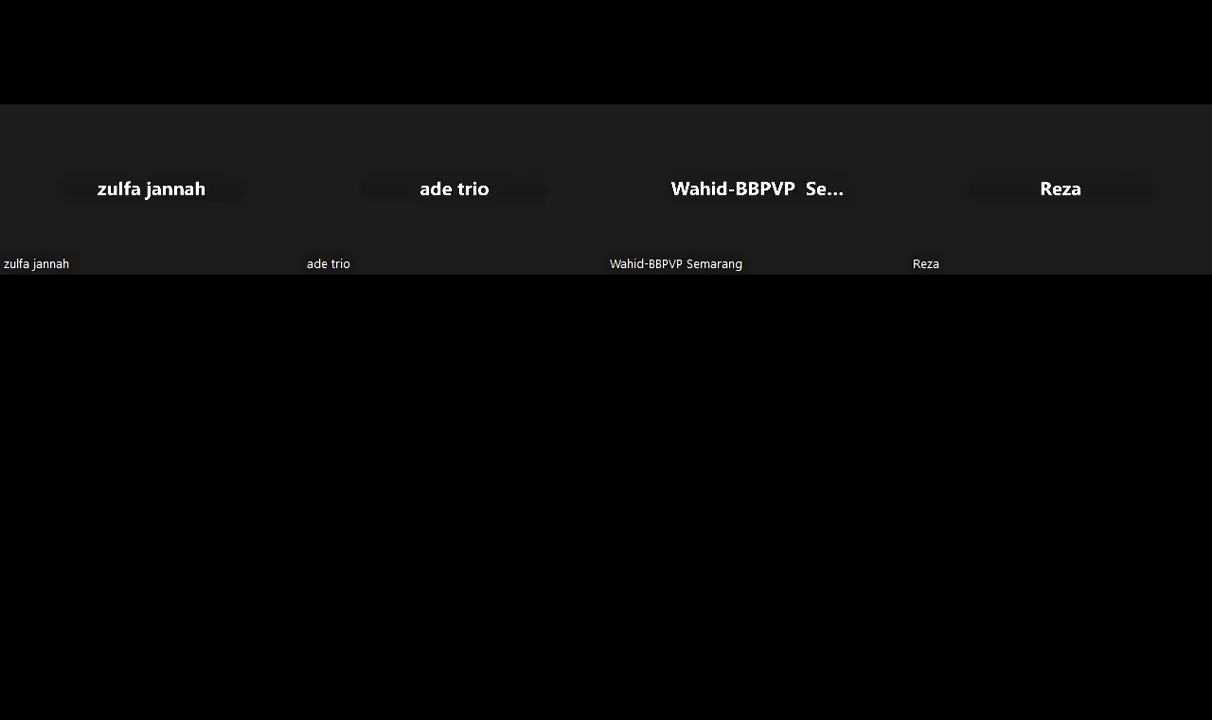 zulfa jannah
ade trio
Wahid-BBPVP  Se...
Reza
zulfa jannah
ade trio
Wahid-BBPVP Semarang
Reza